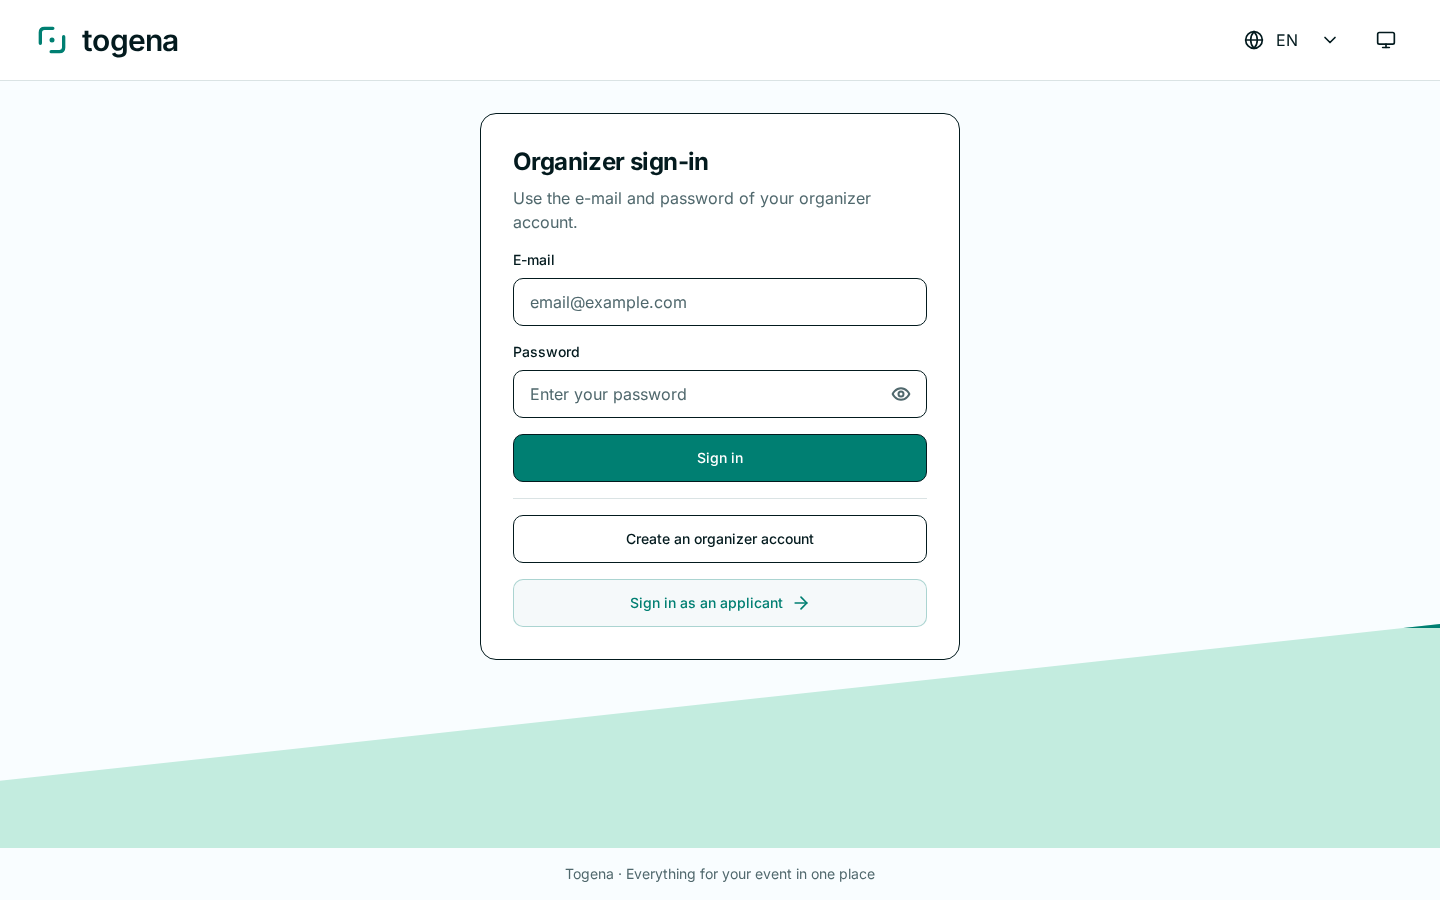 togena
EN
Organizer sign-in
Use the e-mail and password of your organizer
account.
E-mail
email@example.com
Password
Enter your password
Sign in
Create an organizer account
Sign in as an applicant
Togena · Everything for your event in one place